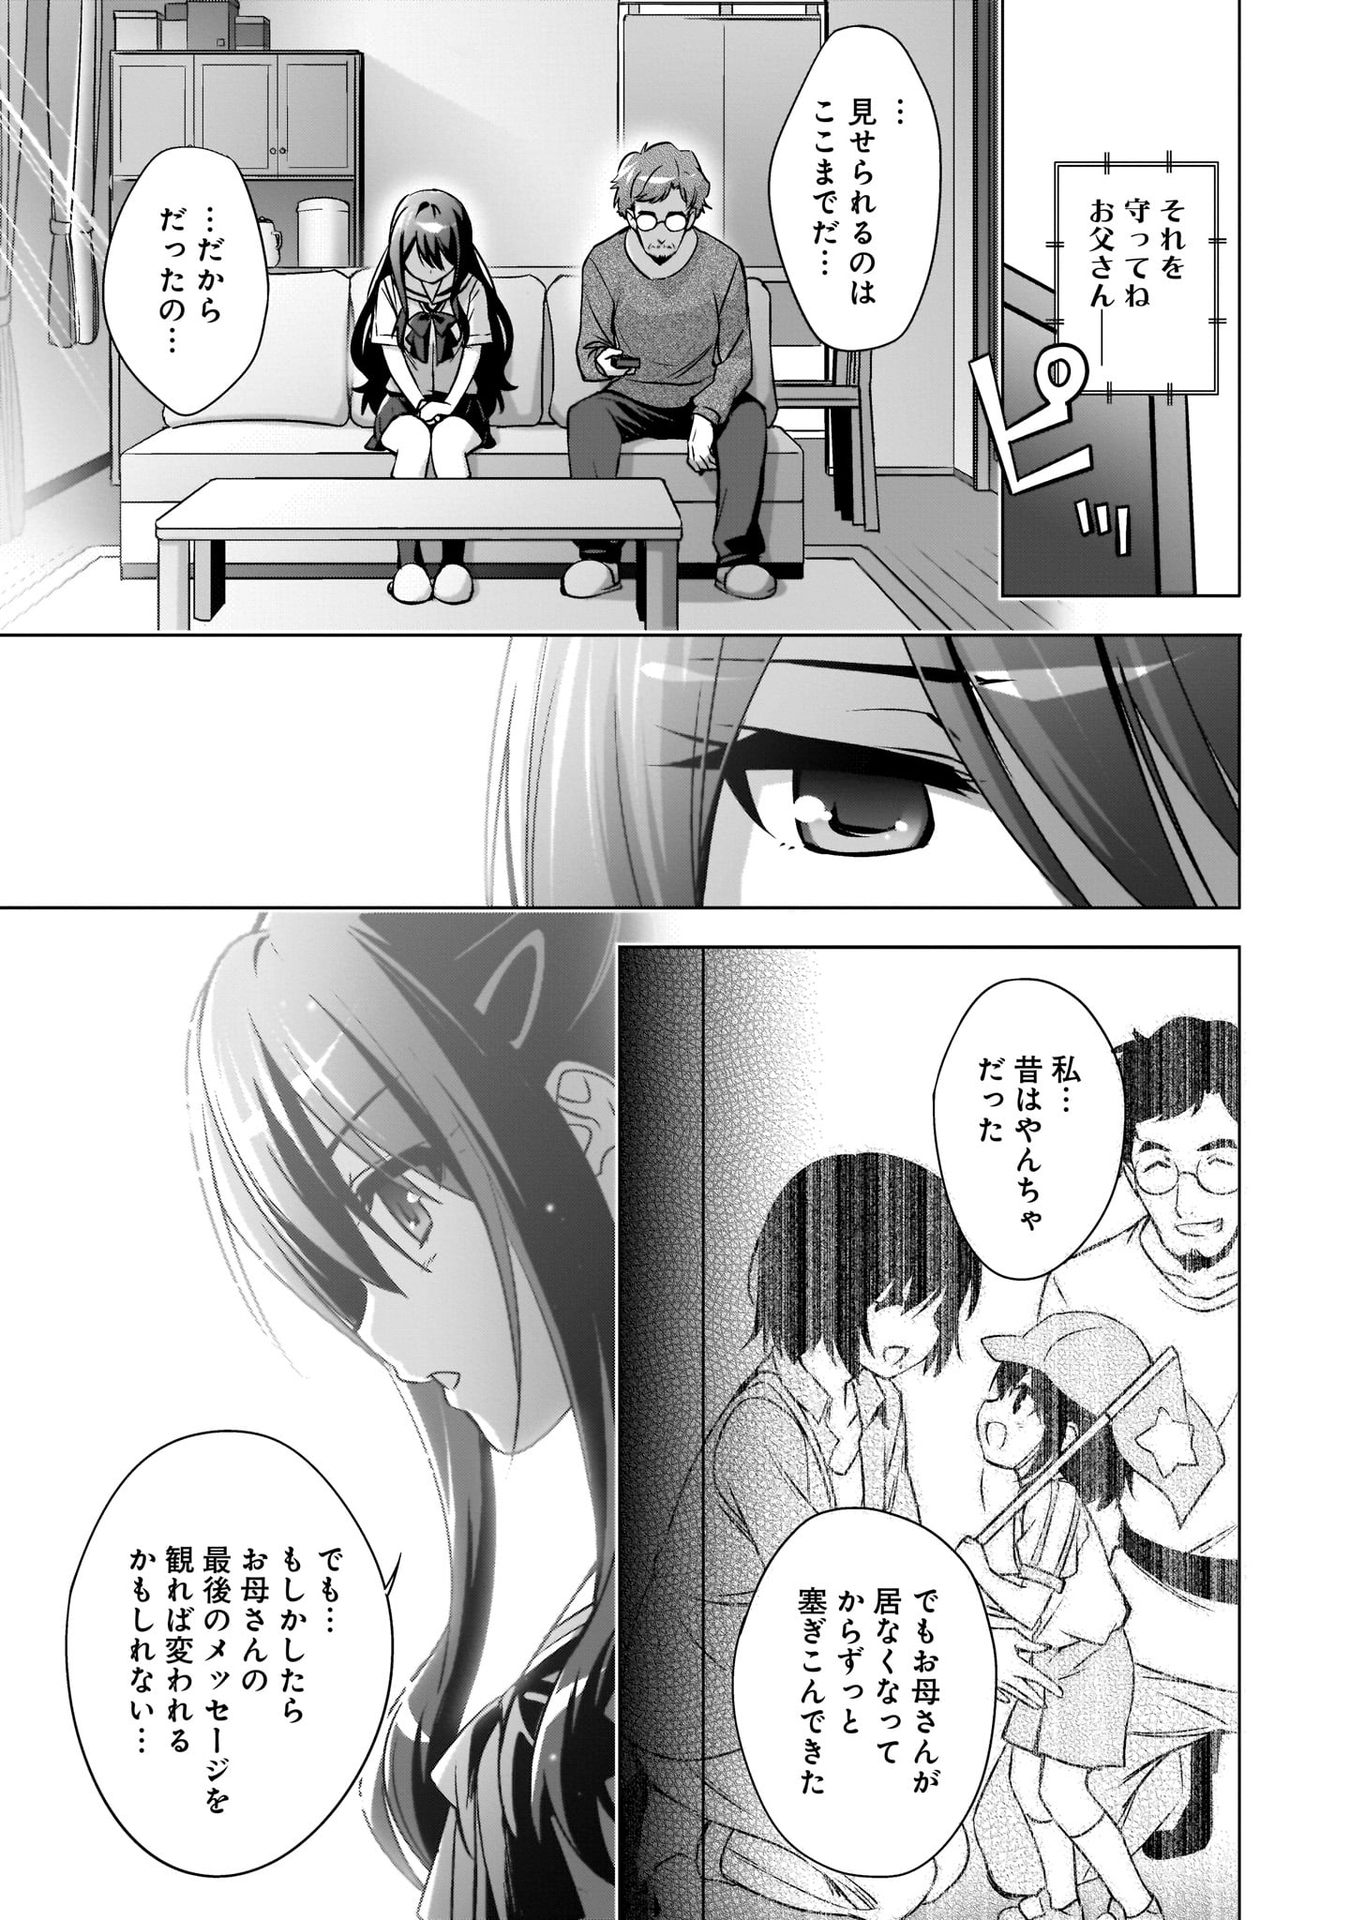 それを
守ってね
お父さん――
ピッ
…
見せられるのは
ここまでだ…
…だから
だったの…
私…
昔はやんちゃ
だった
でもお母さんが
居なくなって
からずっと
塞ぎこんできた
でも…
もしかしたら
お母さんの
最後のメッセージを
観れば変われる
かもしれない…